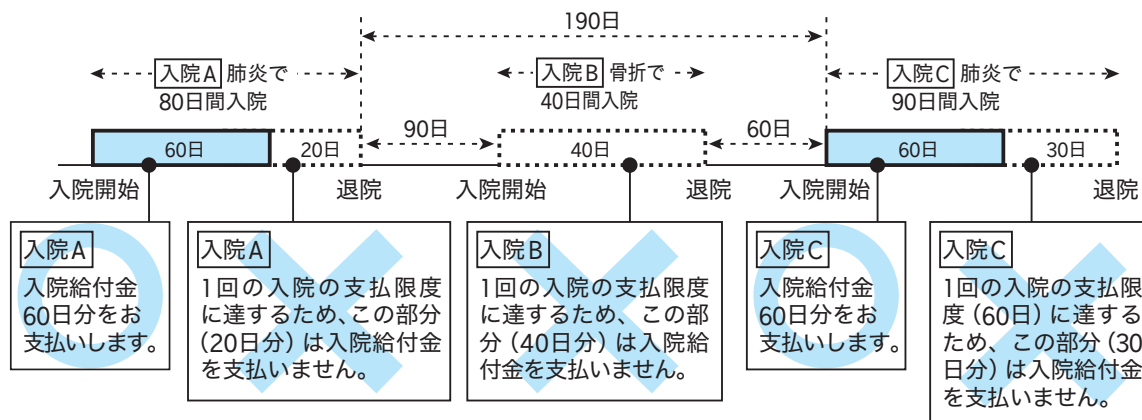 190日
入院A 肺炎で
80日間入院
入院B 骨折で
40日間入院
入院C 肺炎で
90日間入院
60日
20日
90日
40日
60日
60日
30日
入院開始
退院
入院開始
退院
入院開始
退院
入院A
入院給付金
60日分をお
支払いします。
入院A
1回の入院の支払限度
に達するため、この部分
(20日分)は入院給付金
を支払いません。
入院B
1回の入院の支払限度
に達するため、この部
分(40日分)は入院給
付金を支払いません。
入院C
入院給付金
60日分をお
支払いします。
入院C
1回の入院の支払限
度(60日)に達する
ため、この部分(30
日分)は入院給付金
を支払いません。